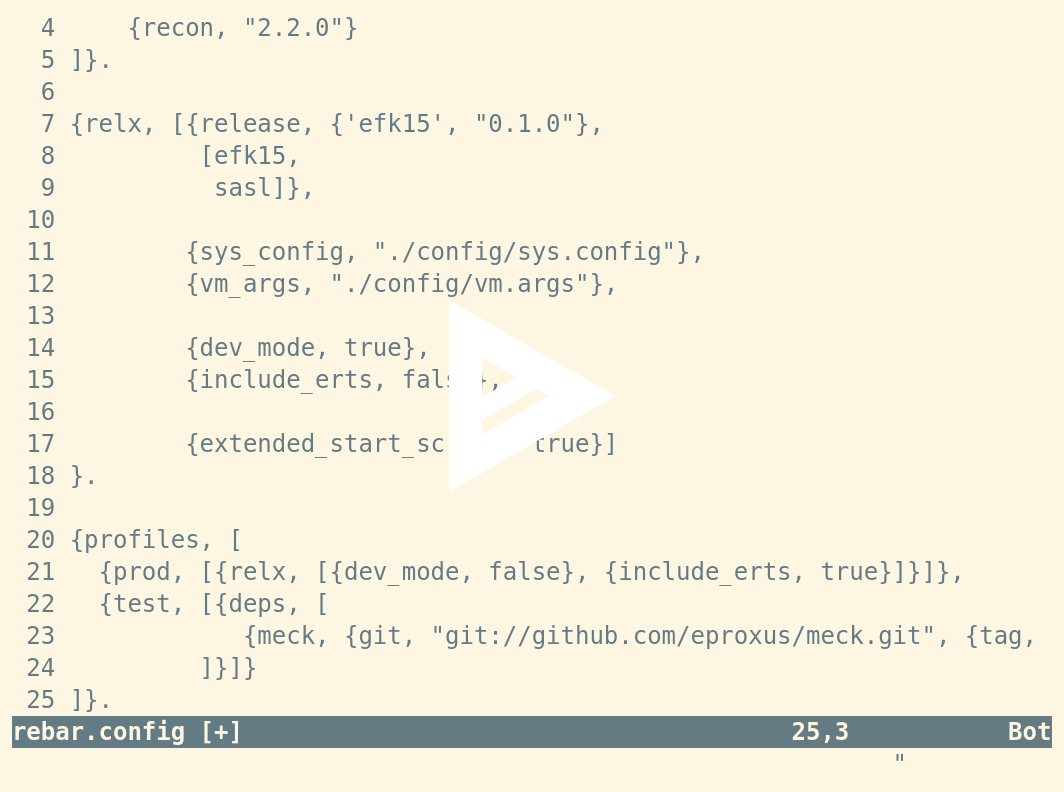 4     {recon, "2.2.0"}
5 ]}.
6
7 {relx, [{release, {'efk15', "0.1.0"},
8          [efk15,
9           sasl]},
10
11         {sys_config, "./config/sys.config"},
12         {vm_args, "./config/vm.args"},
13
14         {dev_mode, true},
15         {include_erts, false},
16
17         {extended_start_sc true}]
18 }.
19
20 {profiles, [
21   {prod, [{relx, [{dev_mode, false}, {include_erts, true}]}]},
22   {test, [{deps, [
23             {meck, {git, "git://github.com/eproxus/meck.git", {tag,
24          ]}]}
25 ]}.
rebar.config [+] 25,3 Bot
"